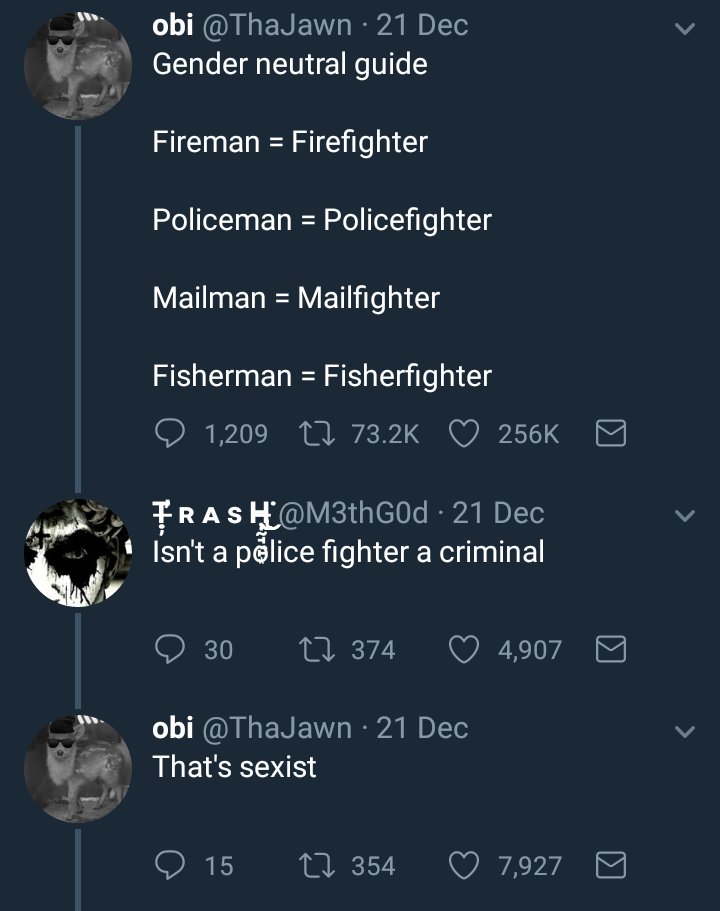 obi @ThaJawn · 21 Dec
Gender neutral guide
Fireman = Firefighter
Policeman = Policefighter
Mailman = Mailfighter
Fisherman = Fisherfighter
1,209 73.2K 256K
TRASH @M3thG0d · 21 Dec
Isn't a police fighter a criminal
30 374 4,907
obi @ThaJawn · 21 Dec
That's sexist
15 354 7,927